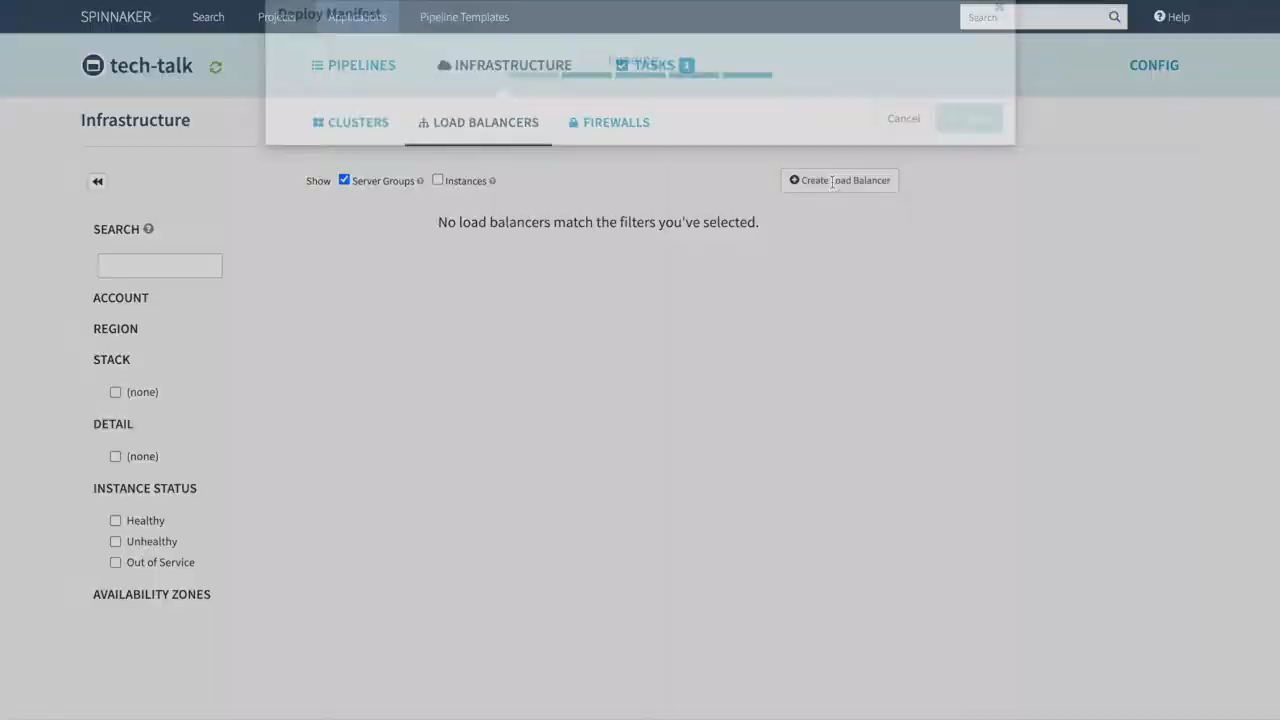 SPINNAKER Search Projects Applications Pipeline Templates Search Help
Deploy Manifest
tech-talk PIPELINES INFRASTRUCTURE TASKS 1 CONFIG
Infrastructure CLUSTERS LOAD BALANCERS FIREWALLS Cancel
Show Server Groups Instances Create Load Balancer
No load balancers match the filters you've selected.
SEARCH
ACCOUNT
REGION
STACK
(none)
DETAIL
(none)
INSTANCE STATUS
Healthy
Unhealthy
Out of Service
AVAILABILITY ZONES